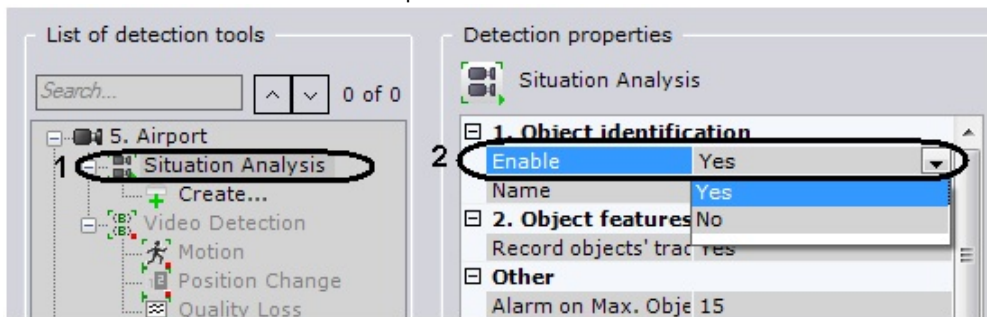 List of detection tools
Search...
0 of 0
5. Airport
1
Situation Analysis
Create...
Video Detection
Motion
Position Change
Quality Loss
Detection properties
Situation Analysis
1. Object identification
2
Enable Yes
Name Yes
2. Object features No
Record objects' trac Yes
Other
Alarm on Max. Obje 15